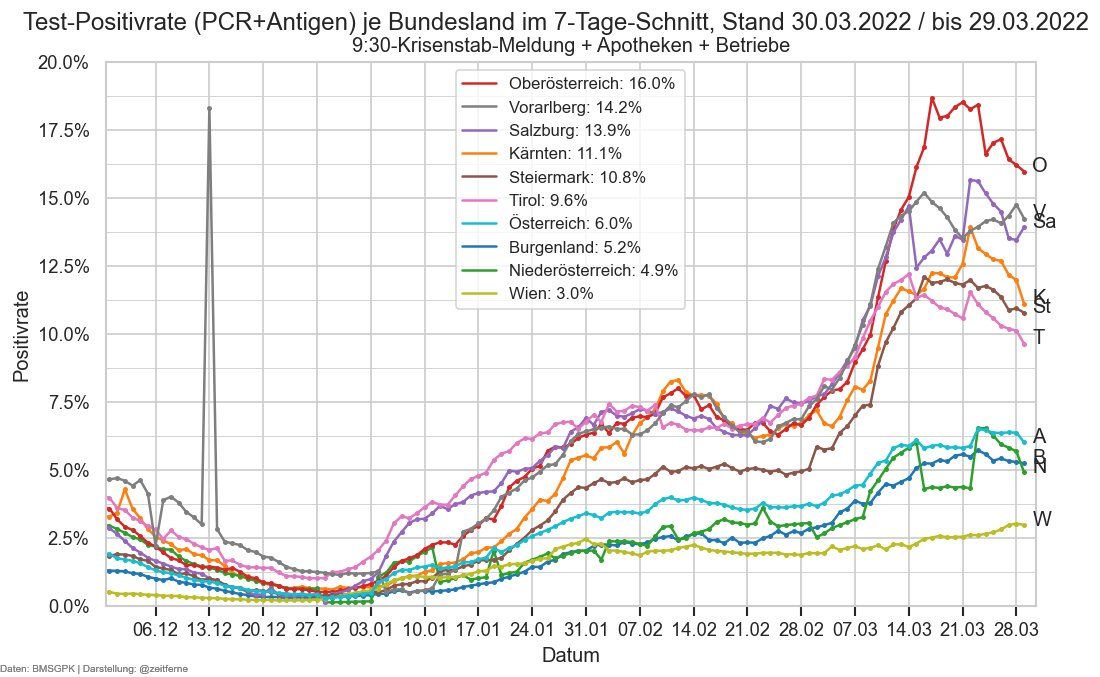 Test-Positivrate (PCR+Antigen) je Bundesland im 7-Tage-Schnitt, Stand 30.03.2022 / bis 29.03.2022
9:30-Krisenstab-Meldung + Apotheken + Betriebe
20.0%
17.5%
15.0%
12.5%
10.0%
7.5%
5.0%
2.5%
0.0%
Positivrate
Oberösterreich: 16.0%
Vorarlberg: 14.2%
Salzburg: 13.9%
Kärnten: 11.1%
Steiermark: 10.8%
Tirol: 9.6%
Österreich: 6.0%
Burgenland: 5.2%
Niederösterreich: 4.9%
Wien: 3.0%
O
V
Sa
K
St
T
A
B
N
W
06.12 13.12 20.12 27.12 03.01 10.01 17.01 24.01 31.01 07.02 14.02 21.02 28.02 07.03 14.03 21.03 28.03
Datum
Daten: BMSGPK | Darstellung: @zeitferne